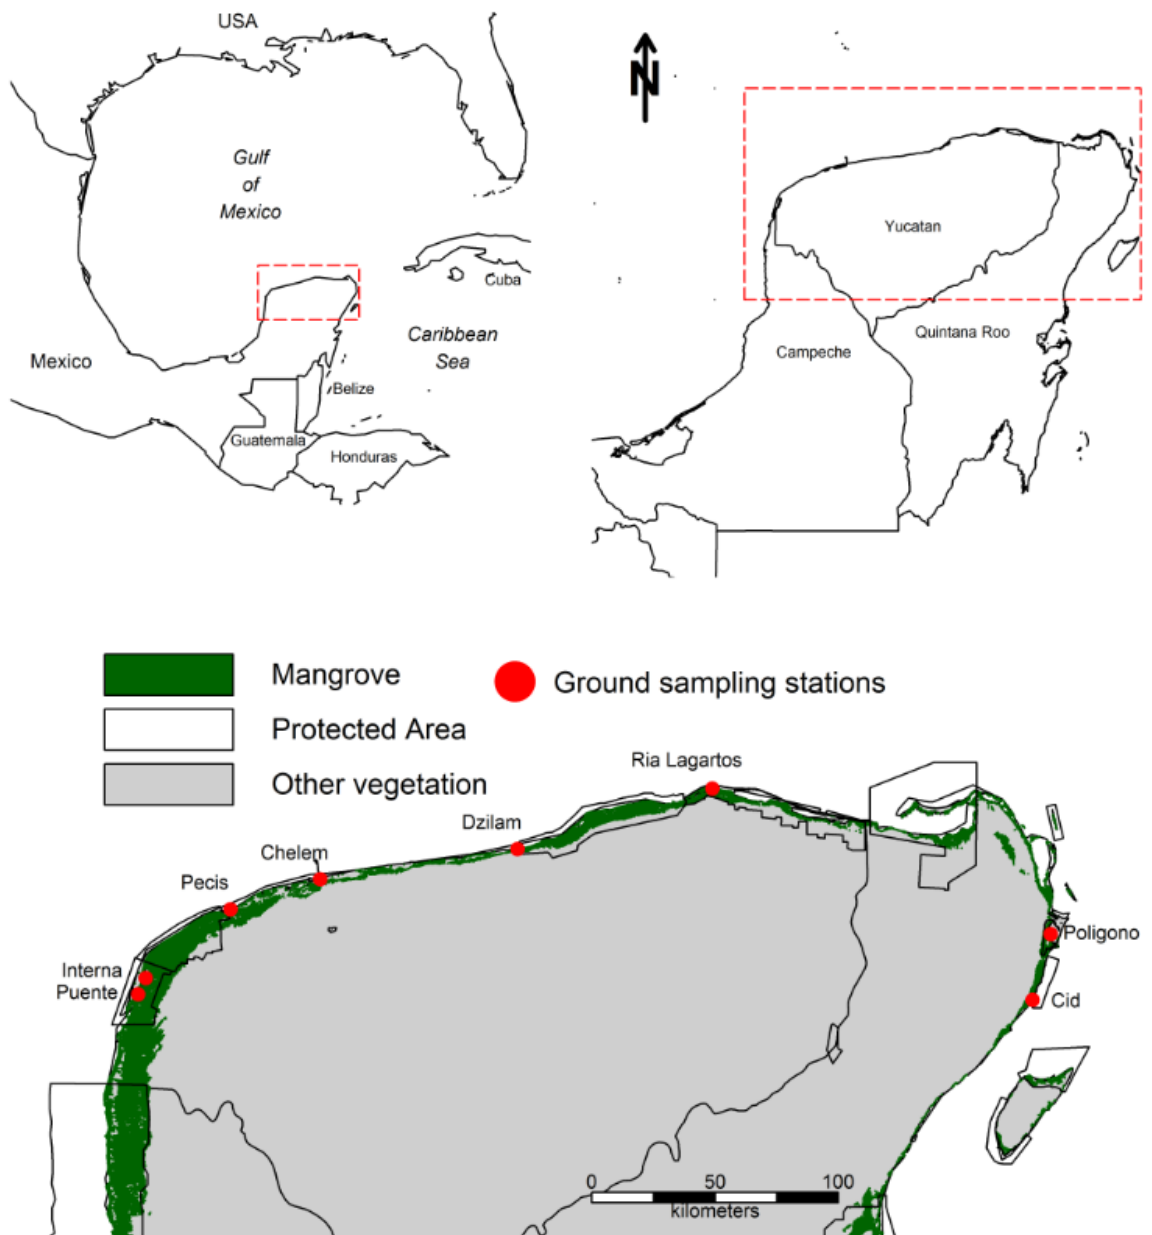 USA
Gulf
of
Mexico
Cuba
Caribbean
Sea
Mexico
Belize
Guatemala
Honduras
N
Yucatan
Quintana Roo
Campeche
Mangrove
Protected Area
Other vegetation
Ground sampling stations
Ria Lagartos
Dzilam
Chelem
Pecis
Interna
Puente
Poligono
Cid
0 50 100
kilometers